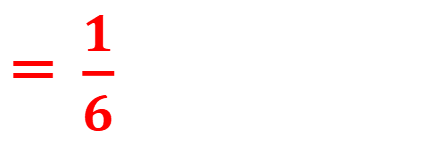 = 1/6